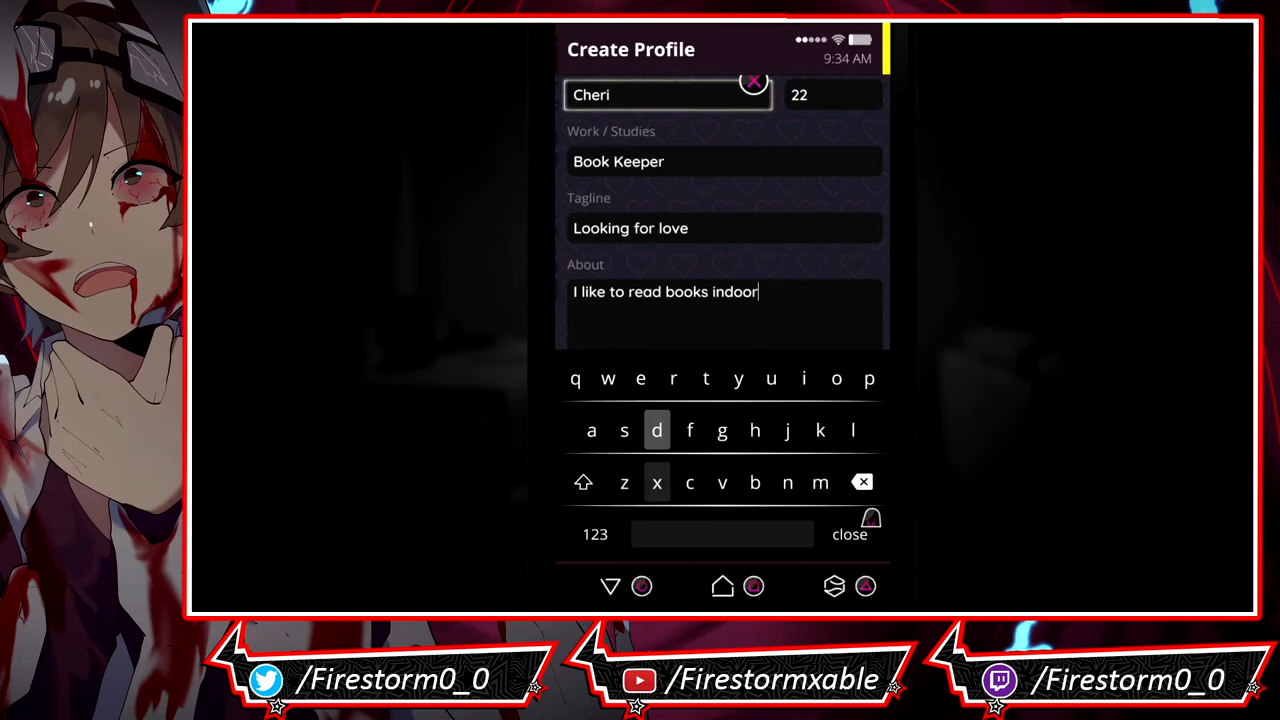 Create Profile
9:34 AM
Cheri
22
Work / Studies
Book Keeper
Tagline
Looking for love
About
I like to read books indoor
q w e r t y u i o p
a s d f g h j k l
z x c v b n m
123
close
/Firestorm0_0
/Firestormxable
/Firestorm0_0